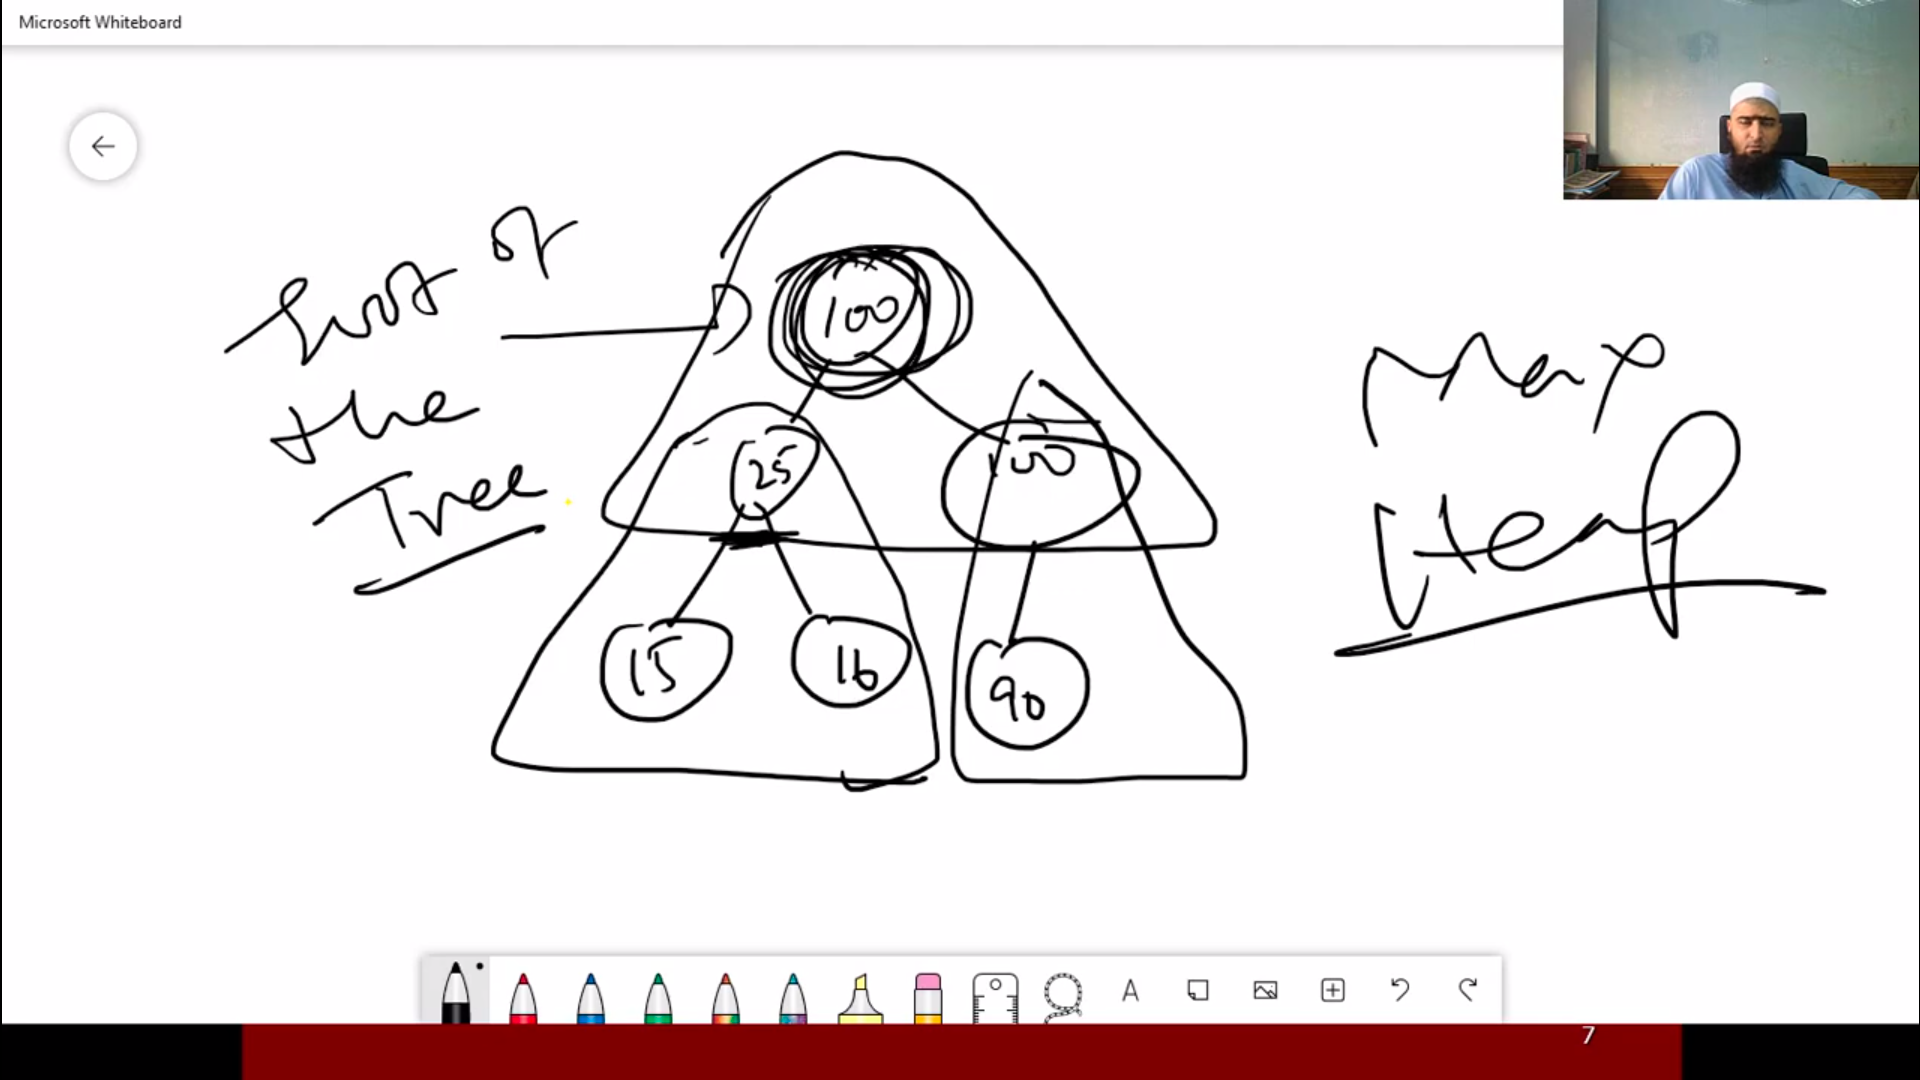 Microsoft Whiteboard
root of
the
Tree
100
25
100
15
16
90
Max
Heap
A
7